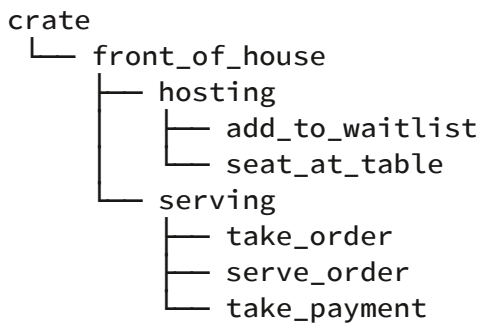 crate
└── front_of_house
    ├── hosting
    │   ├── add_to_waitlist
    │   └── seat_at_table
    └── serving
        ├── take_order
        ├── serve_order
        └── take_payment